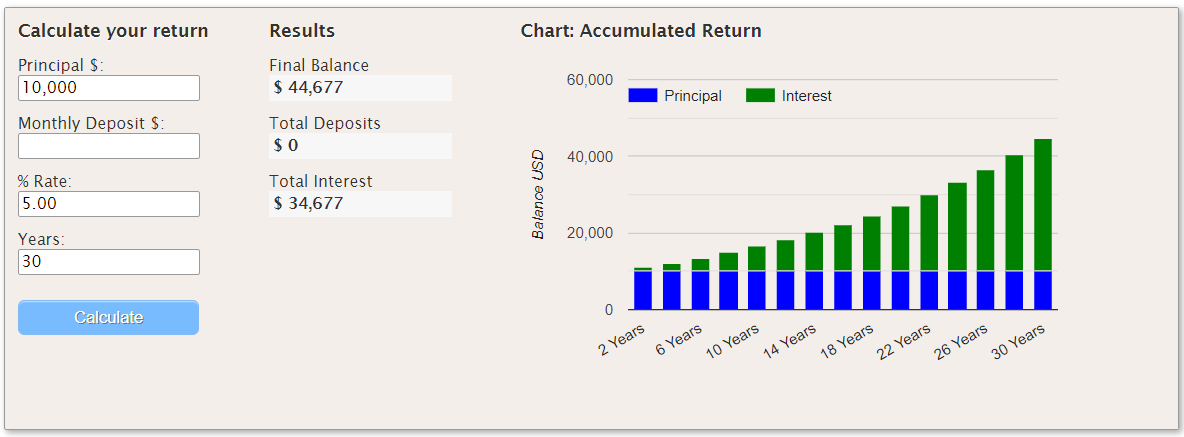 Calculate your return
Principal $:
10,000
Monthly Deposit $:
% Rate:
5.00
Years:
30
Calculate
Results
Final Balance
$ 44,677
Total Deposits
$ 0
Total Interest
$ 34,677
Chart: Accumulated Return
Principal
Interest
Balance USD
60,000
40,000
20,000
0
2 Years
6 Years
10 Years
14 Years
18 Years
22 Years
26 Years
30 Years